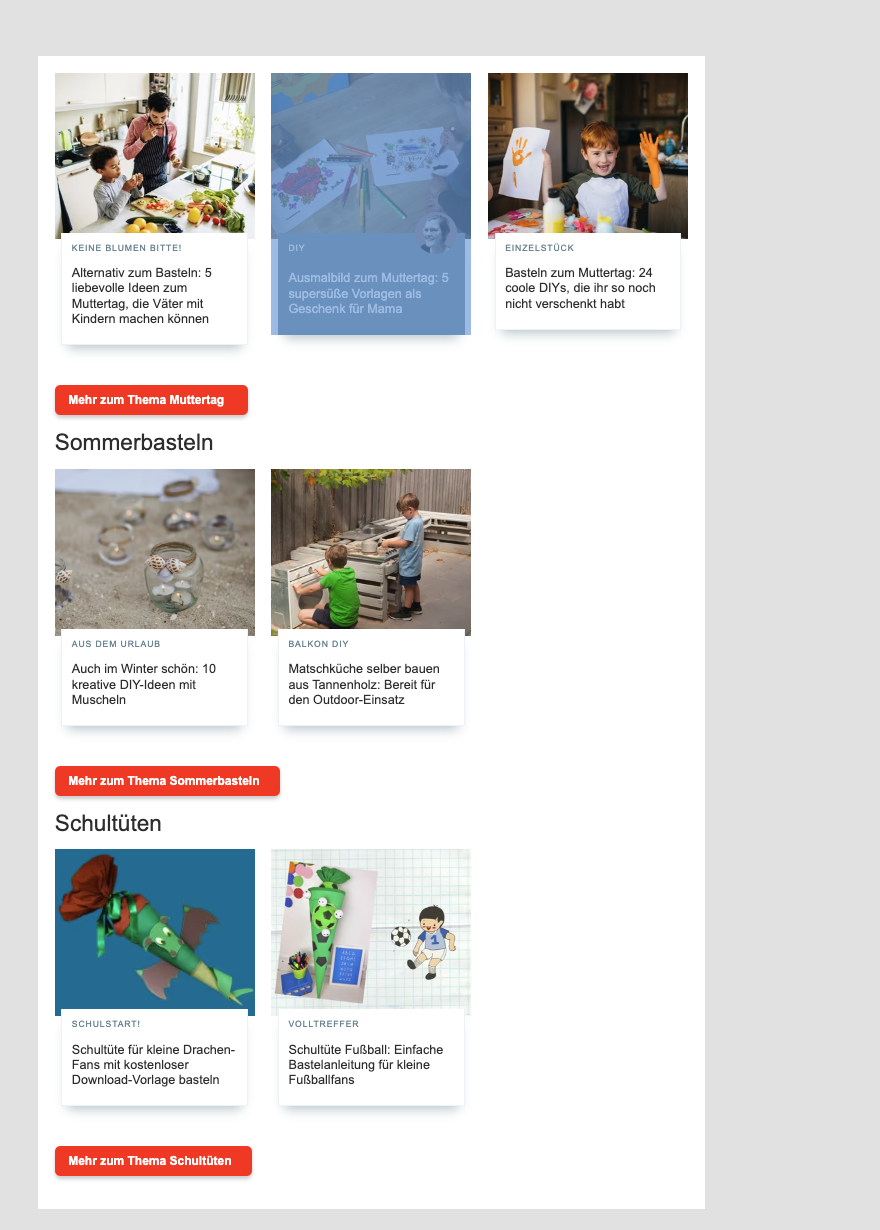 KEINE BLUMEN BITTE!
Alternativ zum Basteln: 5
liebevolle Ideen zum
Muttertag, die Väter mit
Kindern machen können
DIY
Ausmalbild zum Muttertag: 5
supersüße Vorlagen als
Geschenk für Mama
EINZELSTÜCK
Basteln zum Muttertag: 24
coole DIYs, die ihr so noch
nicht verschenkt habt
Mehr zum Thema Muttertag
Sommerbasteln
AUS DEM URLAUB
Auch im Winter schön: 10
kreative DIY-Ideen mit
Muscheln
BALKON DIY
Matschküche selber bauen
aus Tannenholz: Bereit für
den Outdoor-Einsatz
Mehr zum Thema Sommerbasteln
Schultüten
SCHULSTART!
Schultüte für kleine Drachen-
Fans mit kostenloser
Download-Vorlage basteln
1
VOLLTREFFER
Schultüte Fußball: Einfache
Bastelanleitung für kleine
Fußballfans
Mehr zum Thema Schultüten